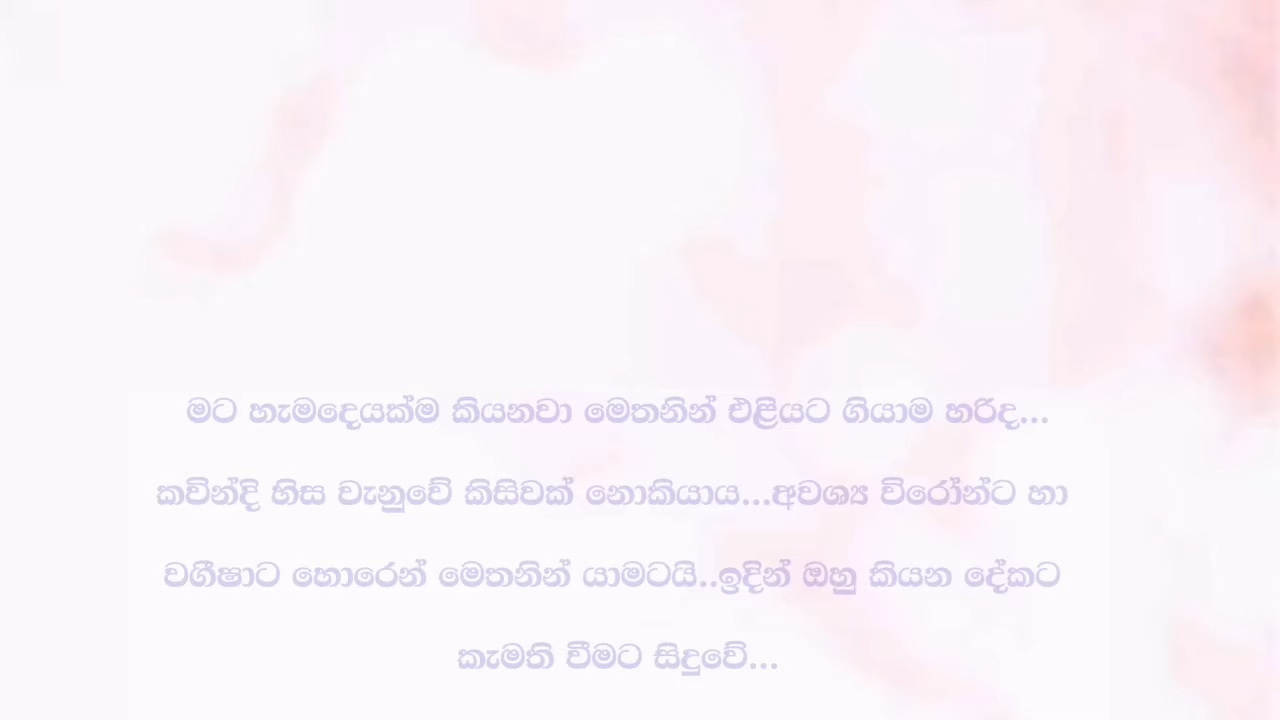 මට හැමදෙයක්ම කියනවා මෙතනින් එළියට ගියාම හරිද...
කවින්දි හිස වැනුවේ කිසිවක් නොකියාය...අවශ්‍ය විරෝන්ට හා
වගීෂාට හොරෙන් මෙතනින් යාමටයි..ඉදින් ඔහු කියන දේකට
කැමති වීමට සිදුවේ...